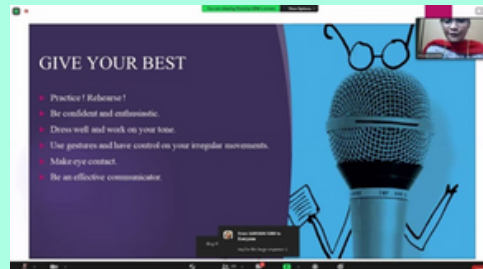 GIVE YOUR BEST
Practice! Rehearse!
Be confident and enthusiastic.
Dress well and work on your tone.
Use gestures and have control on your irregular movements.
Make eye contact.
Be an effective communicator.
Everyone